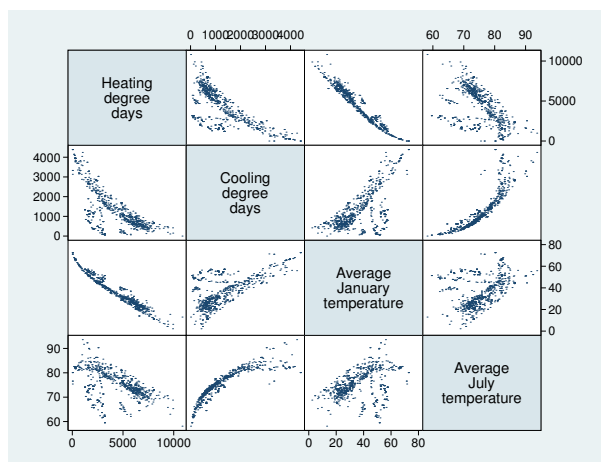 0 1000 2000 3000 4000
60 70 80 90
Heating
degree
days
10000
5000
0
4000
3000
2000
1000
0
Cooling
degree
days
Average
January
temperature
80
60
40
20
0
90
80
70
60
Average
July
temperature
0 5000 10000
0 20 40 60 80